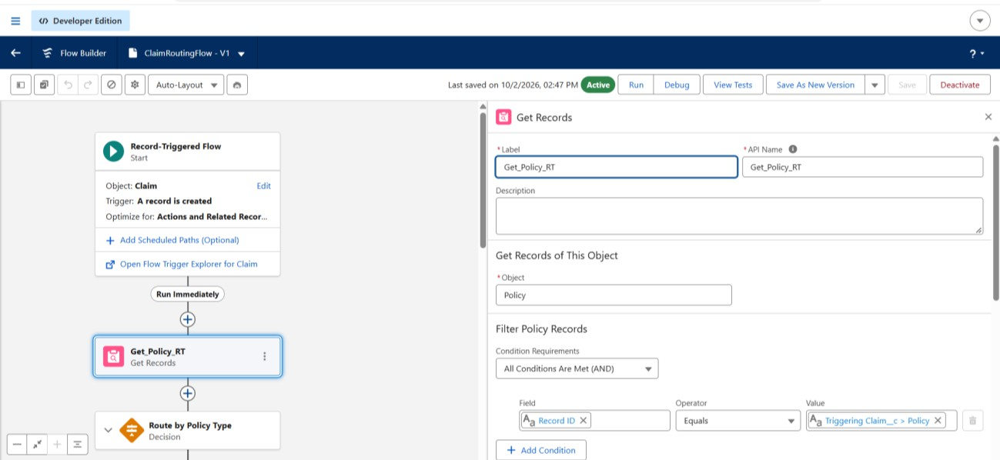 Developer Edition
Flow Builder
ClaimRoutingFlow - V1
?
Auto-Layout
Last saved on 10/2/2026, 02:47 PM
Active
Run
Debug
View Tests
Save As New Version
Save
Deactivate
Record-Triggered Flow
Start
Object: Claim
Edit
Trigger: A record is created
Optimize for: Actions and Related Recor...
Add Scheduled Paths (Optional)
Open Flow Trigger Explorer for Claim
Run Immediately
Get_Policy_RT
Get Records
Route by Policy Type
Decision
Get Records
*Label
Get_Policy_RT
*API Name
Get_Policy_RT
Description
Get Records of This Object
*Object
Policy
Filter Policy Records
Condition Requirements
All Conditions Are Met (AND)
Field
Aa Record ID
Operator
Equals
Value
Aa Triggering Claim__c > Policy
Add Condition